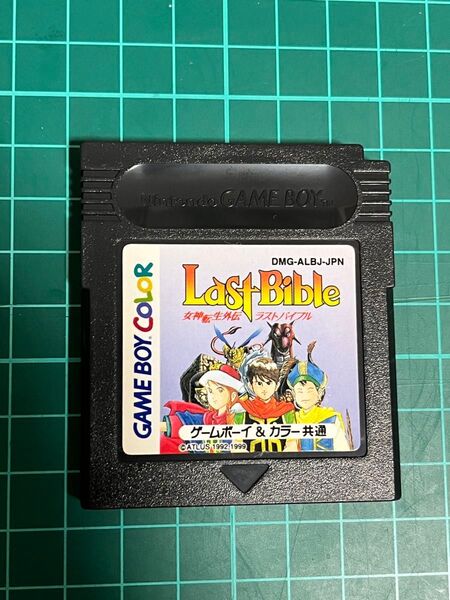 Nintendo GAME BOY TM
DMG-ALBJ-JPN
GAME BOY COLOR
Last Bible
女神転生外伝 ラストバイブル
ゲームボーイ & カラー 共通
©ATLUS 1992,1999